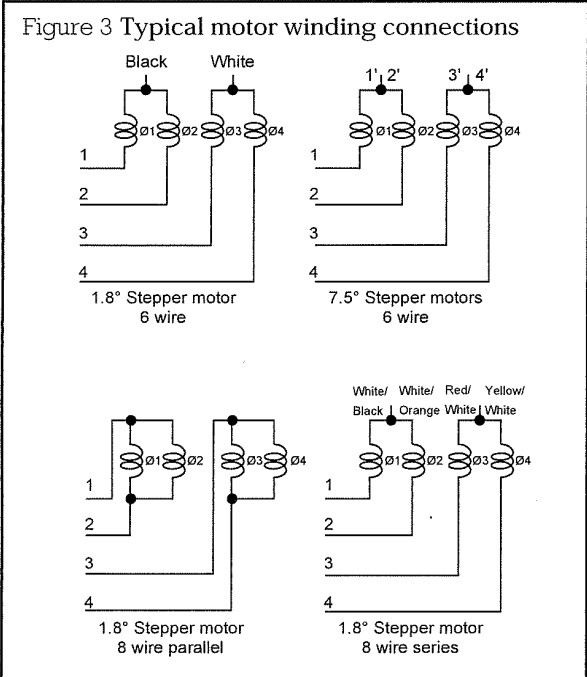 Figure 3 Typical motor winding connections
Black White
Ø1 Ø2 Ø3 Ø4
1
2
3
4
1.8° Stepper motor
6 wire
1' 2' 3' 4'
Ø1 Ø2 Ø3 Ø4
1
2
3
4
7.5° Stepper motors
6 wire
Ø1 Ø2 Ø3 Ø4
1
2
3
4
1.8° Stepper motor
8 wire parallel
White/ White/ Red/ Yellow/
Black Orange White White
Ø1 Ø2 Ø3 Ø4
1
2
3
4
1.8° Stepper motor
8 wire series